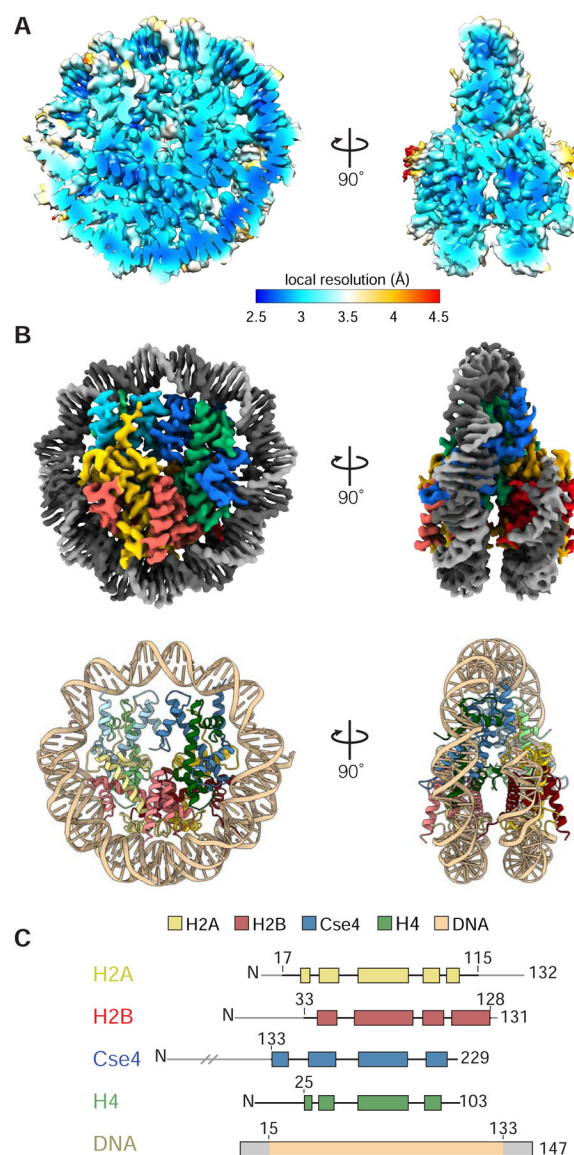 A
90°
local resolution (Å)
2.5 3 3.5 4 4.5
B
90°
90°
H2A H2B Cse4 H4 DNA
C
17 115
H2A N 132
33 128
H2B N 131
133
Cse4 N 229
25
H4 N 103
15 133
DNA 147